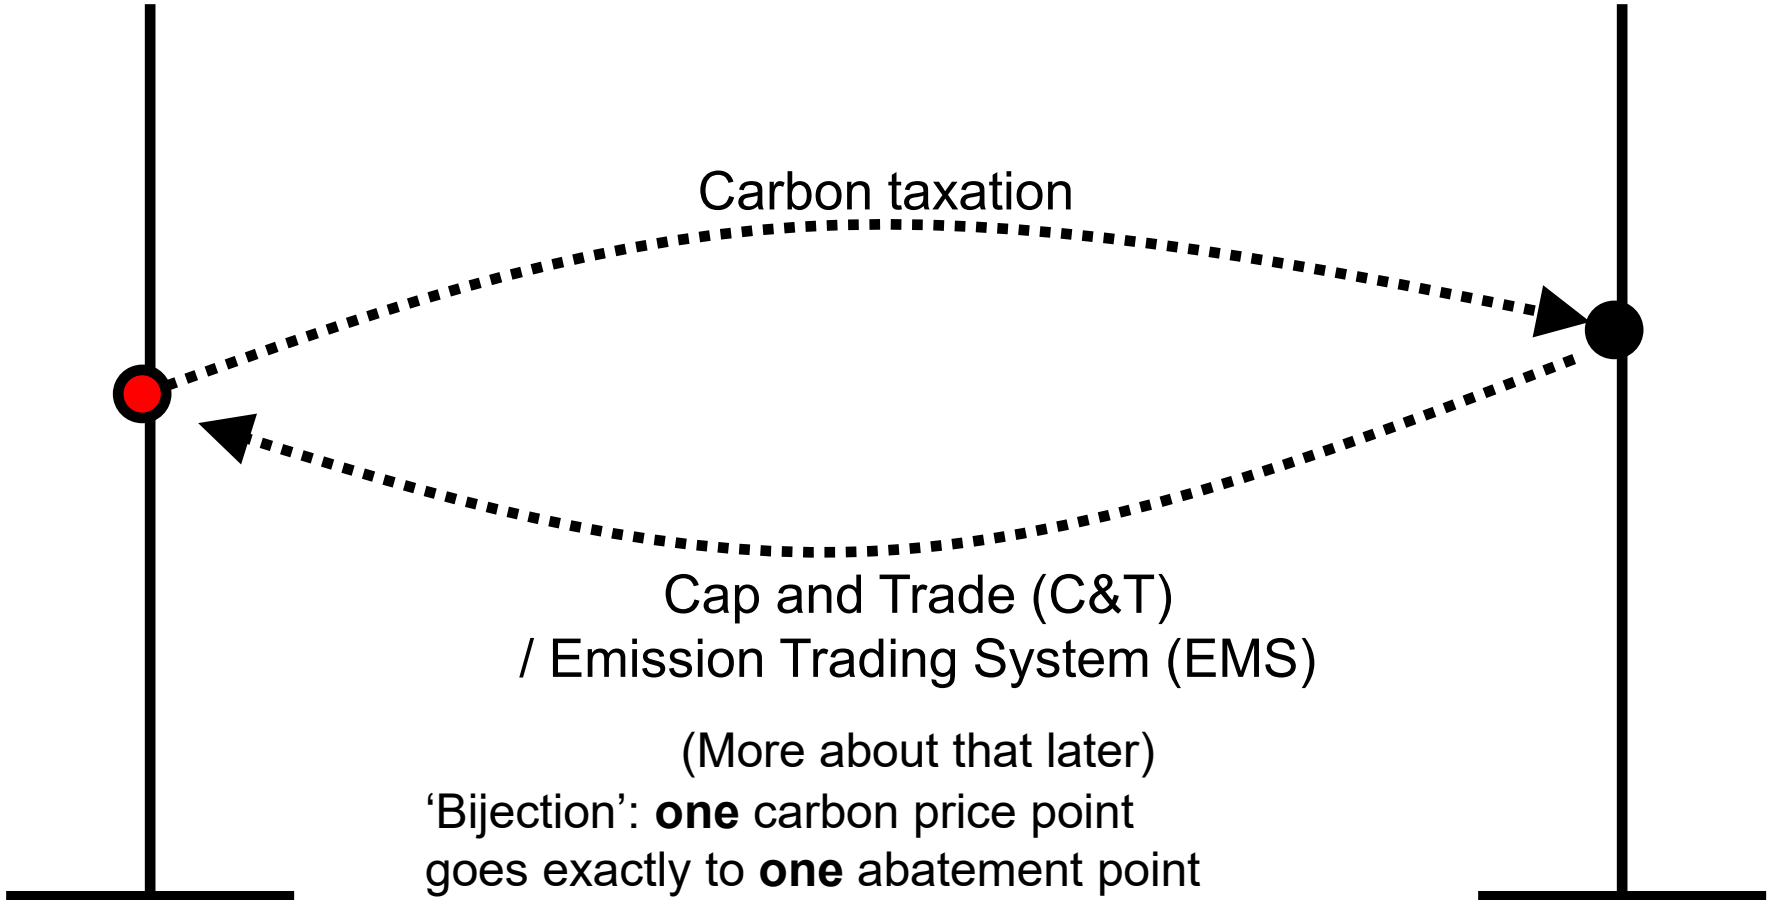 Carbon taxation
Cap and Trade (C&T)
/ Emission Trading System (EMS)
(More about that later)
‘Bijection’: one carbon price point
goes exactly to one abatement point